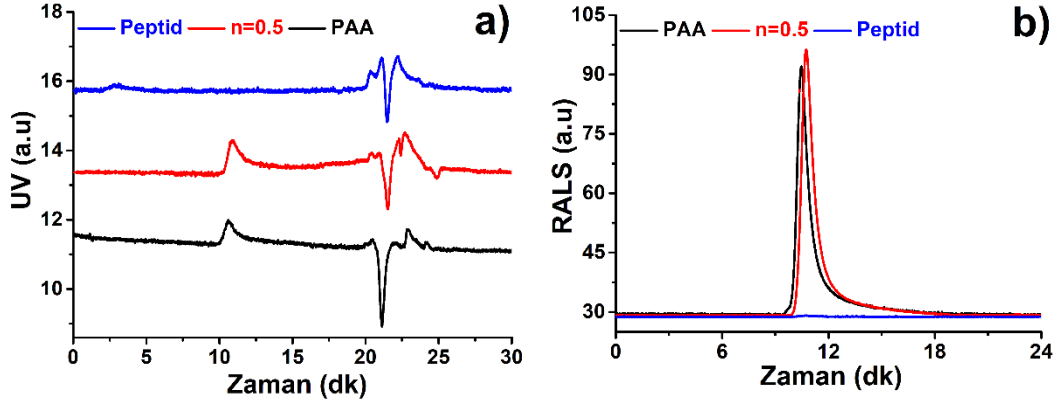 Peptid n=0.5 PAA a)
UV (a.u)
18
16
14
12
10
0 5 10 15 20 25 30
Zaman (dk)
PAA n=0.5 Peptid b)
RALS (a.u)
105
90
75
60
45
30
0 6 12 18 24
Zaman (dk)